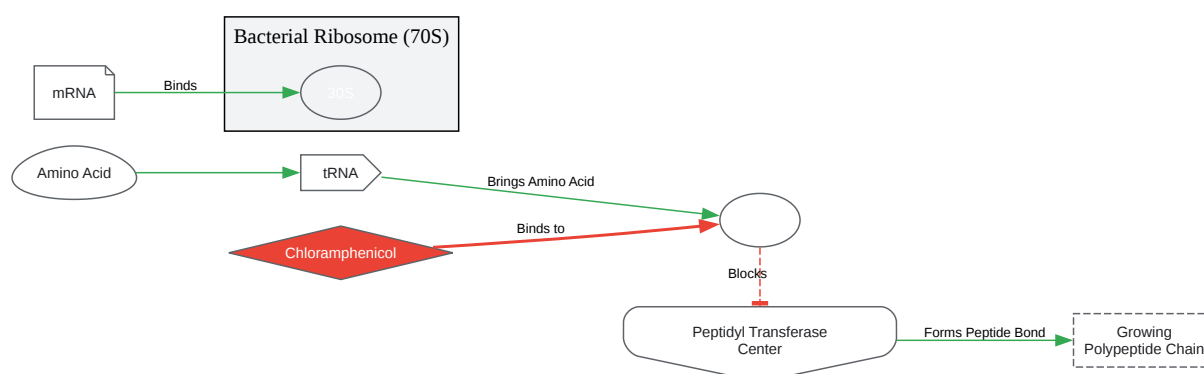 Bacterial Ribosome (70S)
mRNA
Binds
30S
Amino Acid
tRNA
Brings Amino Acid
Chloramphenicol
Binds to
Blocks
Peptidyl Transferase
Center
Forms Peptide Bond
Growing
Polypeptide Chain